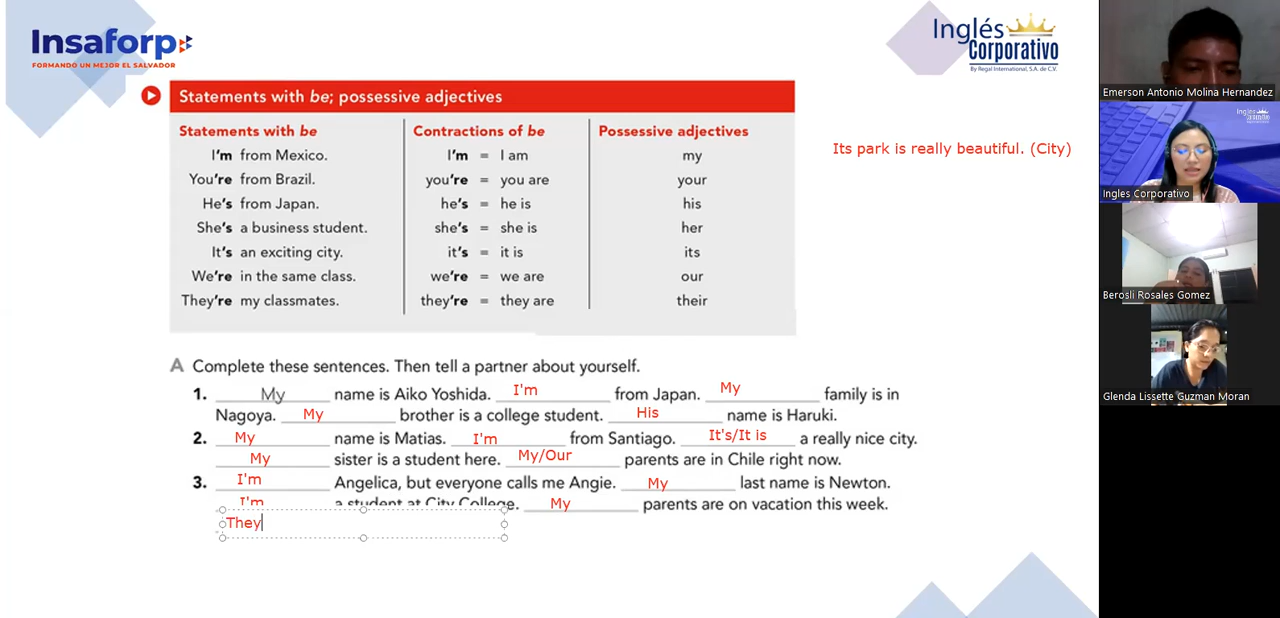 Insaforp
FORMANDO UN MEJOR EL SALVADOR
Inglés
Corporativo
By Regal International, S.A. de C.V.
Statements with be; possessive adjectives
Statements with be Contractions of be Possessive adjectives
I'm from Mexico. I'm = I am my
You're from Brazil. you're = you are your
He's from Japan. he's = he is his
She's a business student. she's = she is her
It's an exciting city. it's = it is its
We're in the same class. we're = we are our
They're my classmates. they're = they are their
Its park is really beautiful. (City)
A Complete these sentences. Then tell a partner about yourself.
1. My name is Aiko Yoshida. I'm from Japan. My family is in
Nagoya. My brother is a college student. His name is Haruki.
2. My name is Matias. I'm from Santiago. It's/It is a really nice city.
My sister is a student here. My/Our parents are in Chile right now.
3. I'm Angelica, but everyone calls me Angie. My last name is Newton.
I'm a student at City College. My parents are on vacation this week.
They
Emerson Antonio Molina Hernandez
Ingles Corporativo
Berosli Rosales Gomez
Glenda Lissette Guzman Moran